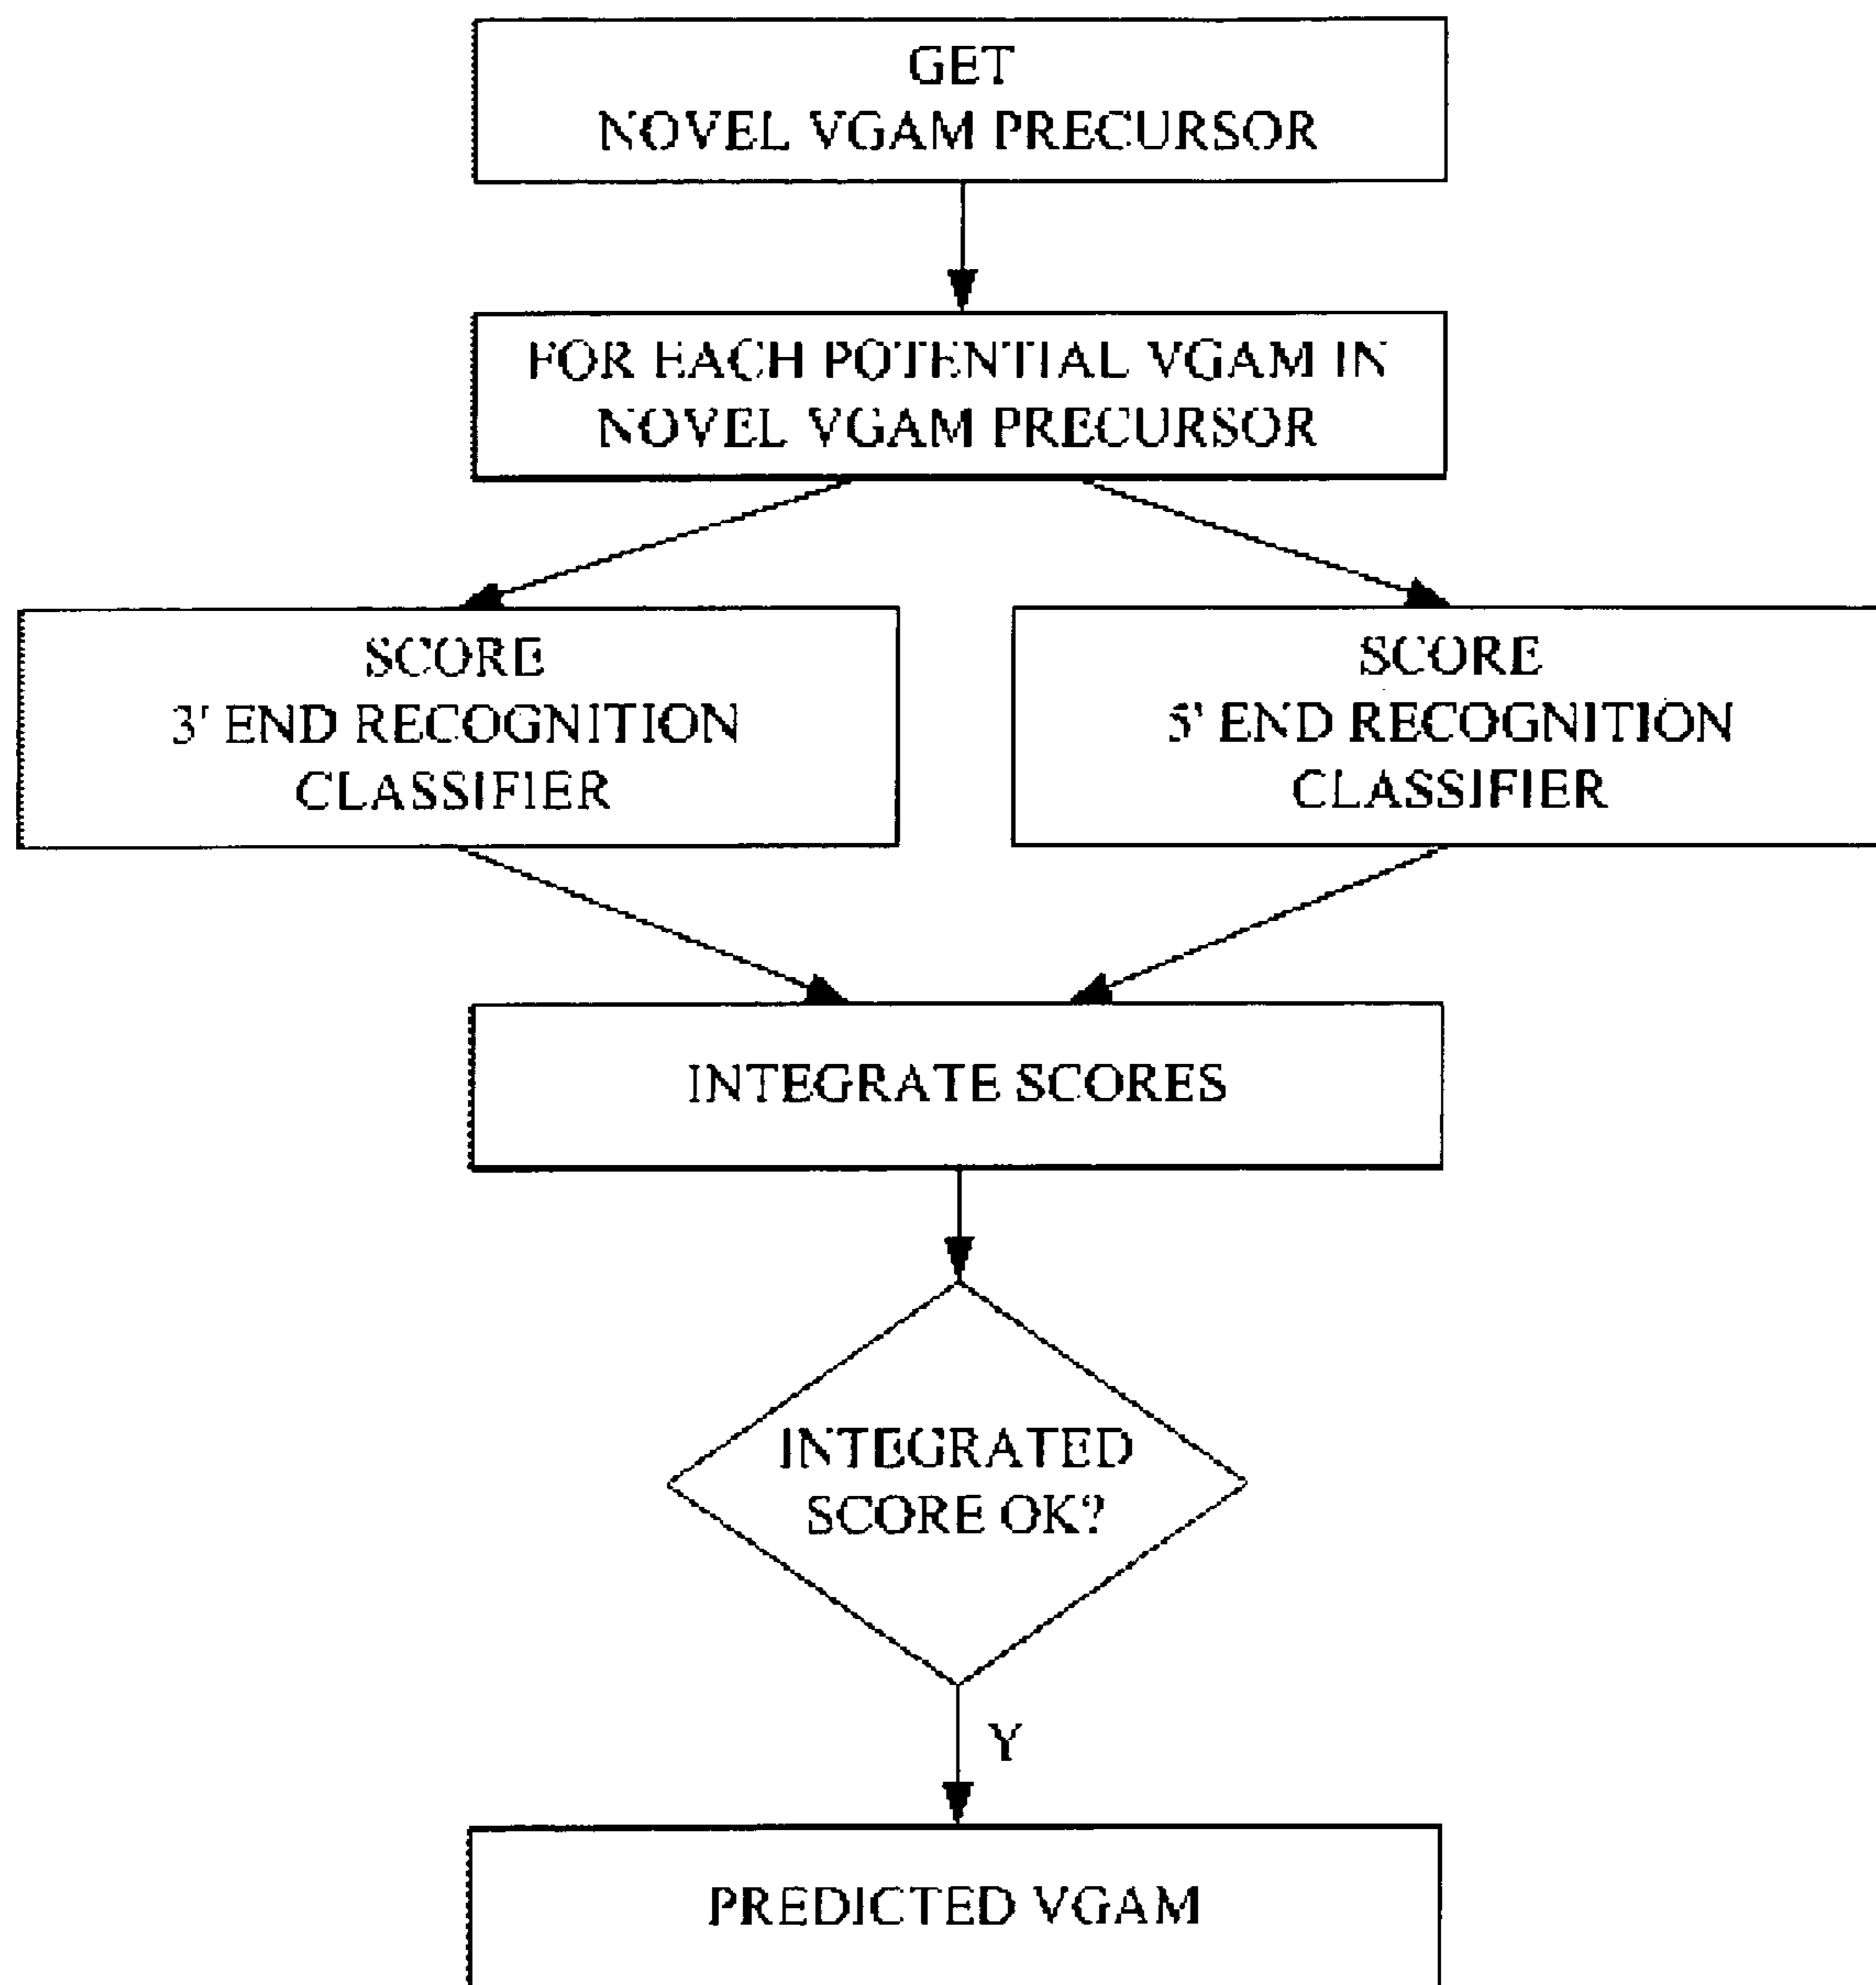 GET
NOVEL VGAM PRECURSOR
FOR EACH POTENTIAL VGAM IN
NOVEL VGAM PRECURSOR
SCORE
3' END RECOGNITION
CLASSIFIER
SCORE
5' END RECOGNITION
CLASSIFIER
INTEGRATE SCORES
INTEGRATED
SCORE OK?
Y
PREDICTED VGAM